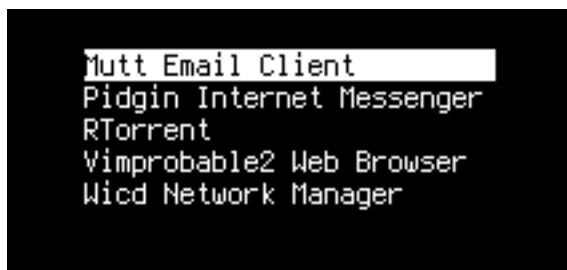 Mutt Email Client
Pidgin Internet Messenger
RTorrent
Vimprobable2 Web Browser
Wicd Network Manager